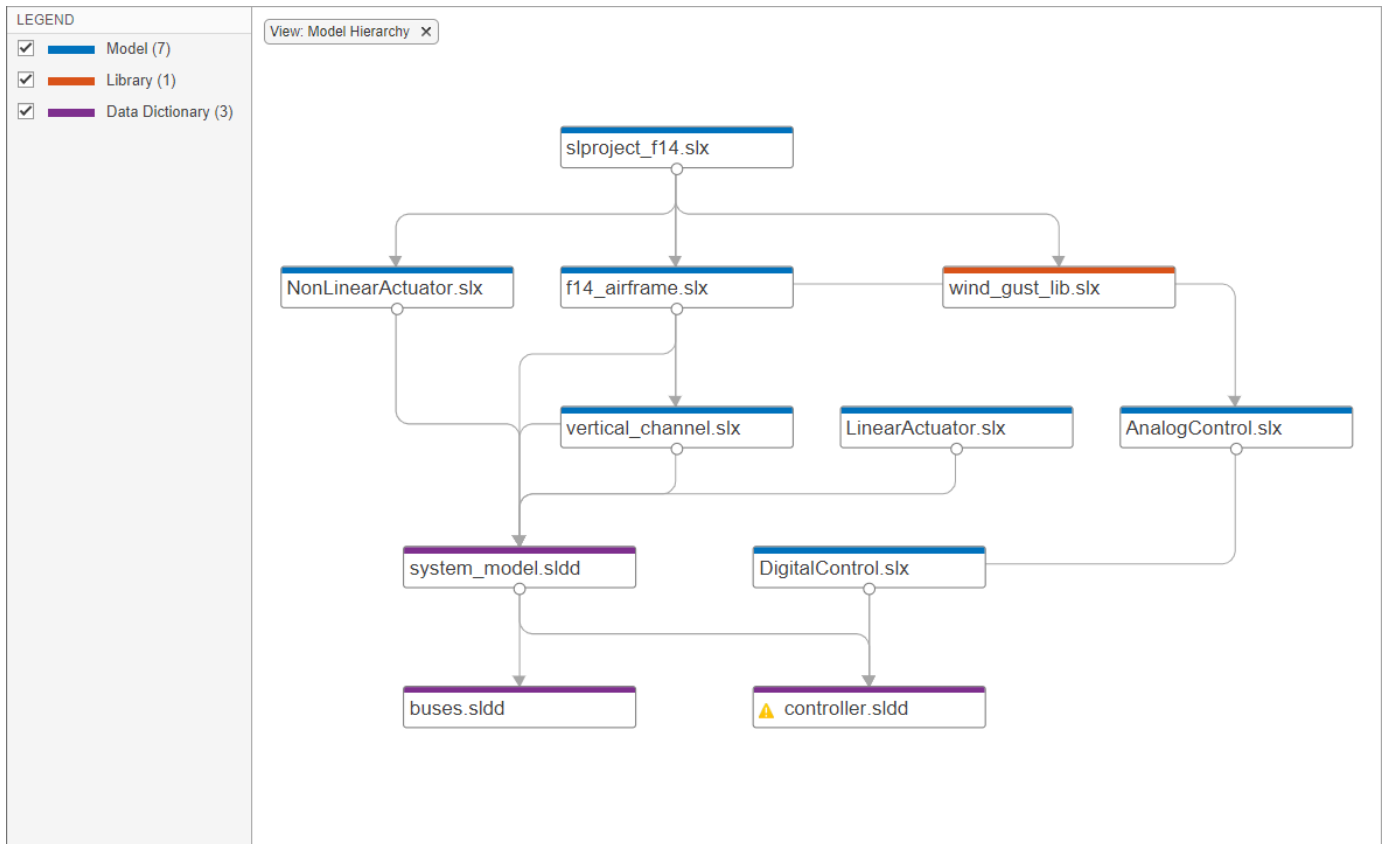 LEGEND
Model (7)
Library (1)
Data Dictionary (3)
View: Model Hierarchy
slproject_f14.slx
NonLinearActuator.slx
f14_airframe.slx
wind_gust_lib.slx
vertical_channel.slx
LinearActuator.slx
AnalogControl.slx
system_model.sldd
DigitalControl.slx
buses.sldd
controller.sldd